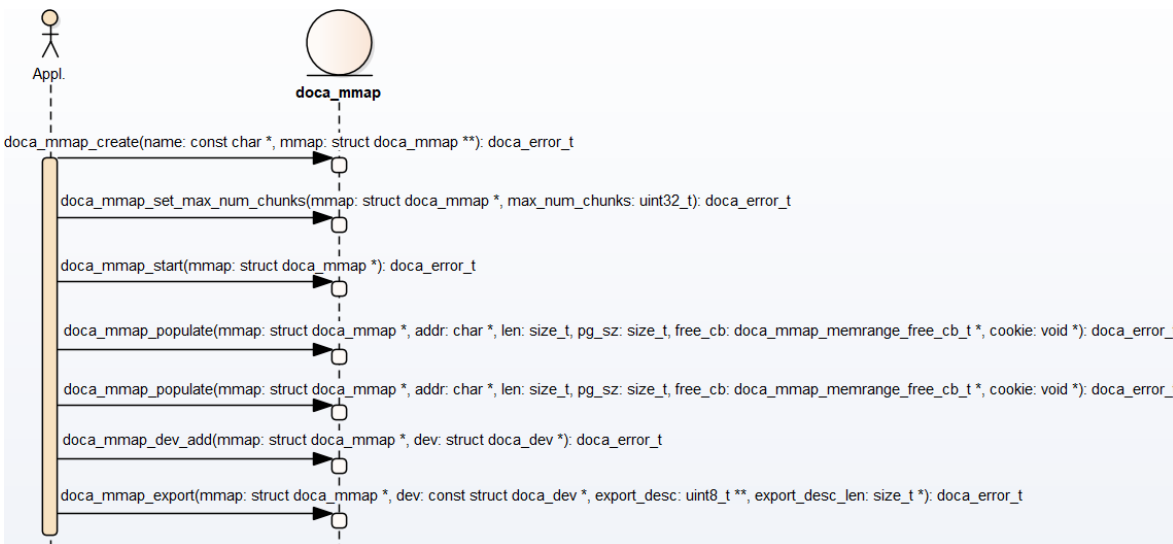 Appl.
doca_mmap
doca_mmap_create(name: const char *, mmap: struct doca_mmap **): doca_error_t
doca_mmap_set_max_num_chunks(mmap: struct doca_mmap *, max_num_chunks: uint32_t): doca_error_t
doca_mmap_start(mmap: struct doca_mmap *): doca_error_t
doca_mmap_populate(mmap: struct doca_mmap *, addr: char *, len: size_t, pg_sz: size_t, free_cb: doca_mmap_memrange_free_cb_t *, cookie: void *): doca_error_
doca_mmap_populate(mmap: struct doca_mmap *, addr: char *, len: size_t, pg_sz: size_t, free_cb: doca_mmap_memrange_free_cb_t *, cookie: void *): doca_error_
doca_mmap_dev_add(mmap: struct doca_mmap *, dev: struct doca_dev *): doca_error_t
doca_mmap_export(mmap: struct doca_mmap *, dev: const struct doca_dev *, export_desc: uint8_t **, export_desc_len: size_t *): doca_error_t